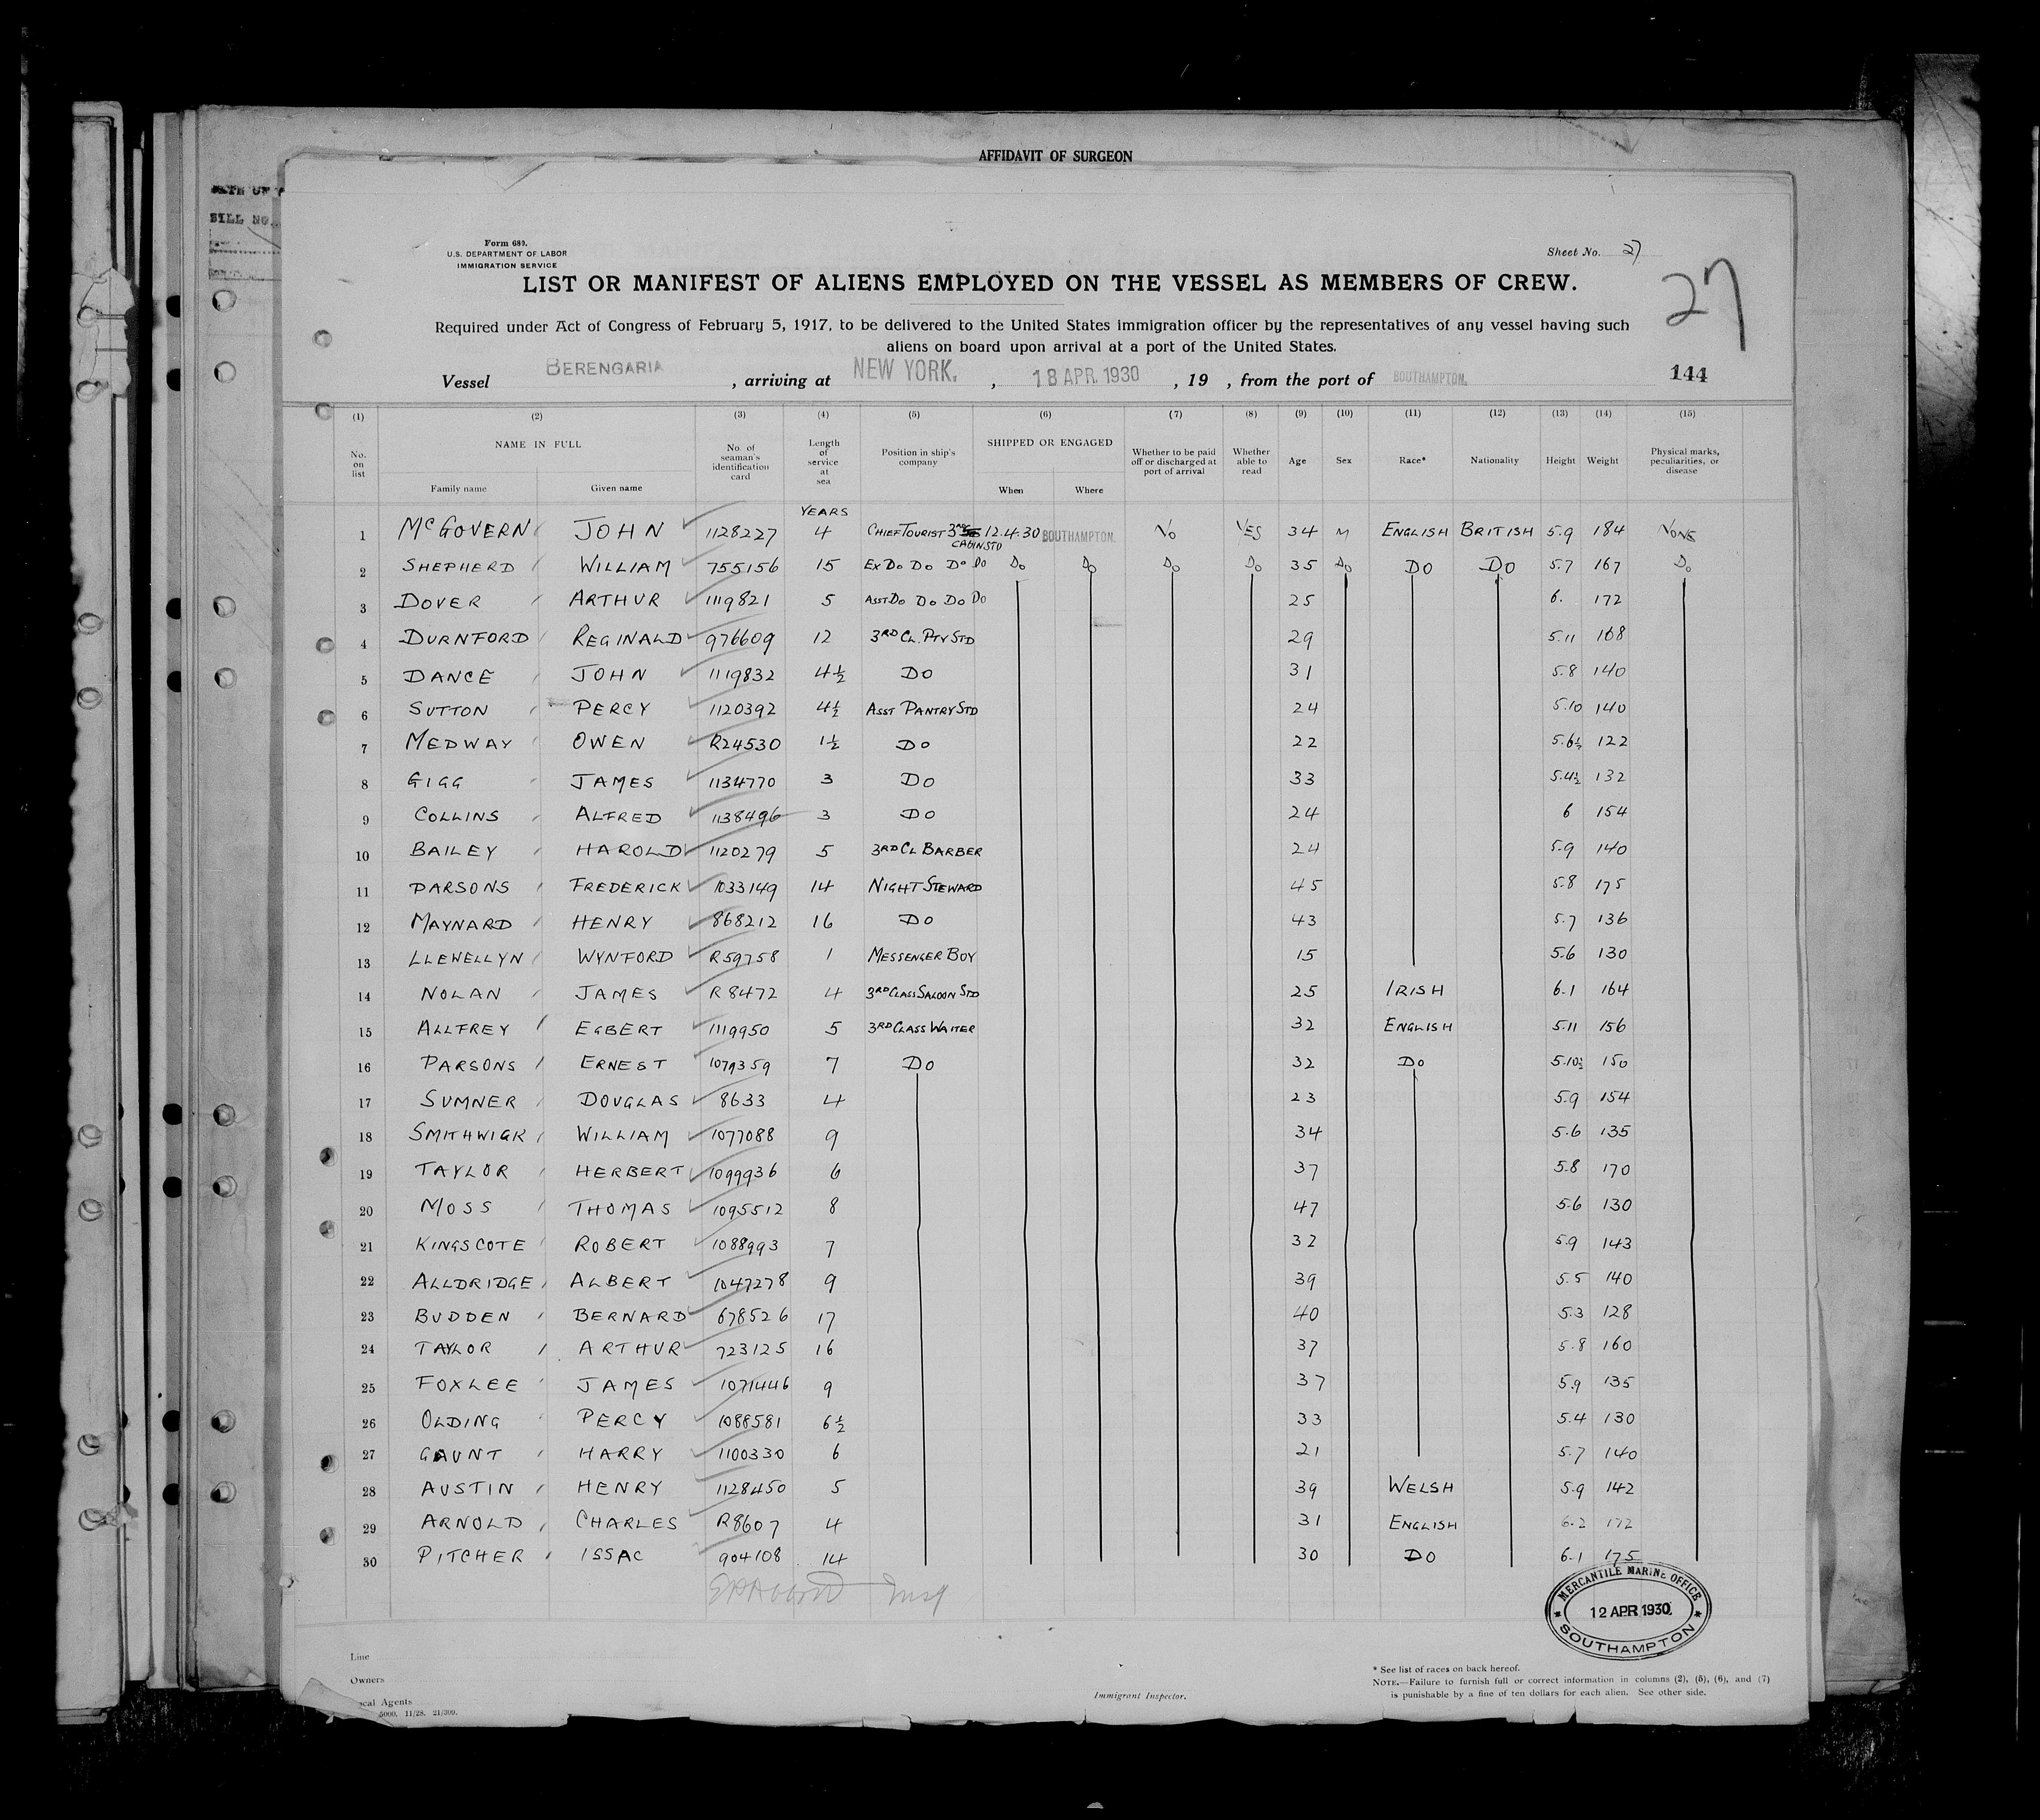 AFFIDAVIT OF SURGEON
BILL NO.
Form 689.
U.S. DEPARTMENT OF LABOR
IMMIGRATION SERVICE
Sheet No. 27
27
LIST OR MANIFEST OF ALIENS EMPLOYED ON THE VESSEL AS MEMBERS OF CREW.
Required under Act of Congress of February 5, 1917, to be delivered to the United States immigration officer by the representatives of any vessel having such
aliens on board upon arrival at a port of the United States.
Vessel BERENGARIA , arriving at NEW YORK. , 18 APR. 1930 , 19 , from the port of SOUTHAMPTON. 144
(1) (2) (3) (4) (5) (6) (7) (8) (9) (10) (11) (12) (13) (14) (15)
No. on list NAME IN FULL Family name Given name No. of seaman's identification card Length of service at sea Position in ship's company SHIPPED OR ENGAGED When Where Whether to be paid off or discharged at port of arrival Whether able to read Age Sex Race* Nationality Height Weight Physical marks, peculiarities, or disease
YEARS
1 McGOVERN JOHN 1128227 4 CHIEF TOURIST 3RD CABIN STD 12.4.30 SOUTHAMPTON. No YES 34 M ENGLISH BRITISH 5.9 184 NONE
2 SHEPHERD WILLIAM 755156 15 EX DO DO DO DO DO DO DO DO 35 DO DO DO 5.7 167 DO
3 DOVER ARTHUR 1119821 5 ASST DO DO DO DO 25 6. 172
4 DURNFORD REGINALD 976609 12 3RD CL. PTY STD 29 5.11 168
5 DANCE JOHN 1119832 4½ DO 31 5.8 140
6 SUTTON PERCY 1120392 4½ ASST PANTRY STD 24 5.10 140
7 MEDWAY OWEN R24530 1½ DO 22 5.6½ 122
8 GIGG JAMES 1134770 3 DO 33 5.4½ 132
9 COLLINS ALFRED 1138496 3 DO 24 6 154
10 BAILEY HAROLD 1120279 5 3RD CL BARBER 24 5.9 140
11 PARSONS FREDERICK 1033149 14 NIGHT STEWARD 45 5.8 175
12 MAYNARD HENRY 868212 16 DO 43 5.7 136
13 LLEWELLYN WYNFORD R59758 1 MESSENGER BOY 15 5.6 130
14 NOLAN JAMES R8472 4 3RD CLASS SALOON STD 25 IRISH 6.1 164
15 ALLFREY EGBERT 1119950 5 3RD CLASS WAITER 32 ENGLISH 5.11 156
16 PARSONS ERNEST 1079359 7 DO 32 DO 5.10½ 150
17 SUMNER DOUGLAS 8633 4 23 5.9 154
18 SMITHWICK WILLIAM 1077088 9 34 5.6 135
19 TAYLOR HERBERT 1099936 6 37 5.8 170
20 MOSS THOMAS 1095512 8 47 5.6 130
21 KINGSCOTE ROBERT 1088993 7 32 5.9 143
22 ALLDRIDGE ALBERT 1047278 9 39 5.5 140
23 BUDDEN BERNARD 678526 17 40 5.3 128
24 TAYLOR ARTHUR 723125 16 37 5.8 160
25 FOXLEE JAMES 1071446 9 37 5.9 135
26 OLDING PERCY 1088581 6½ 33 5.4 130
27 GAUNT HARRY 1100330 6 21 5.7 140
28 AUSTIN HENRY 1128450 5 39 WELSH 5.9 142
29 ARNOLD CHARLES R8607 4 31 ENGLISH 6.2 172
30 PITCHER ISSAC 904108 14 30 DO 6.1 175
MERCANTILE MARINE OFFICE
12 APR 1930
SOUTHAMPTON
Line
Owners
Local Agents
5000. 11/28. 21/309.
Immigrant Inspector.
* See list of races on back hereof.
NOTE.—Failure to furnish full or correct information in columns (2), (5), (6), and (7)
is punishable by a fine of ten dollars for each alien. See other side.